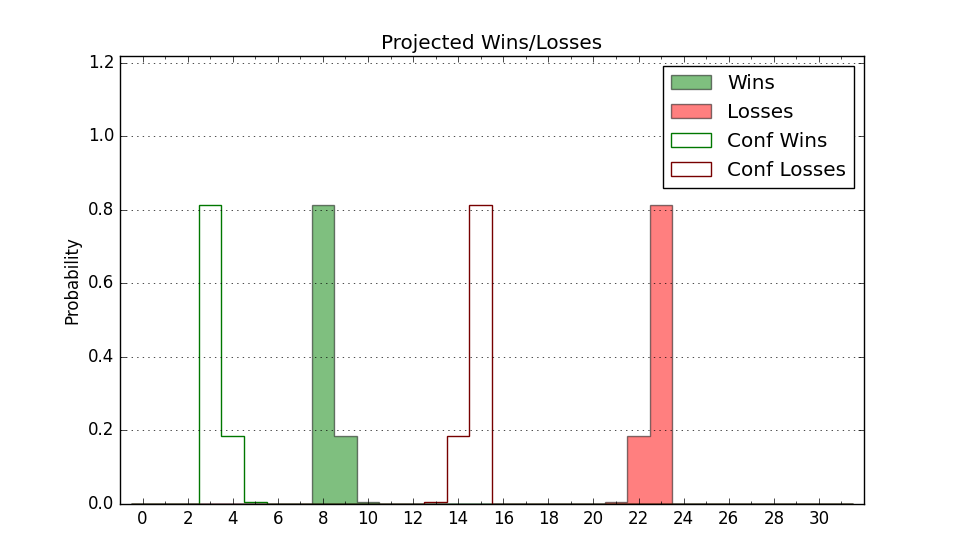 Projected Wins/Losses
1.2
1.0
0.8
0.6
0.4
0.2
0.0
Probability
Wins
Losses
Conf Wins
Conf Losses
0 2 4 6 8 10 12 14 16 18 20 22 24 26 28 30